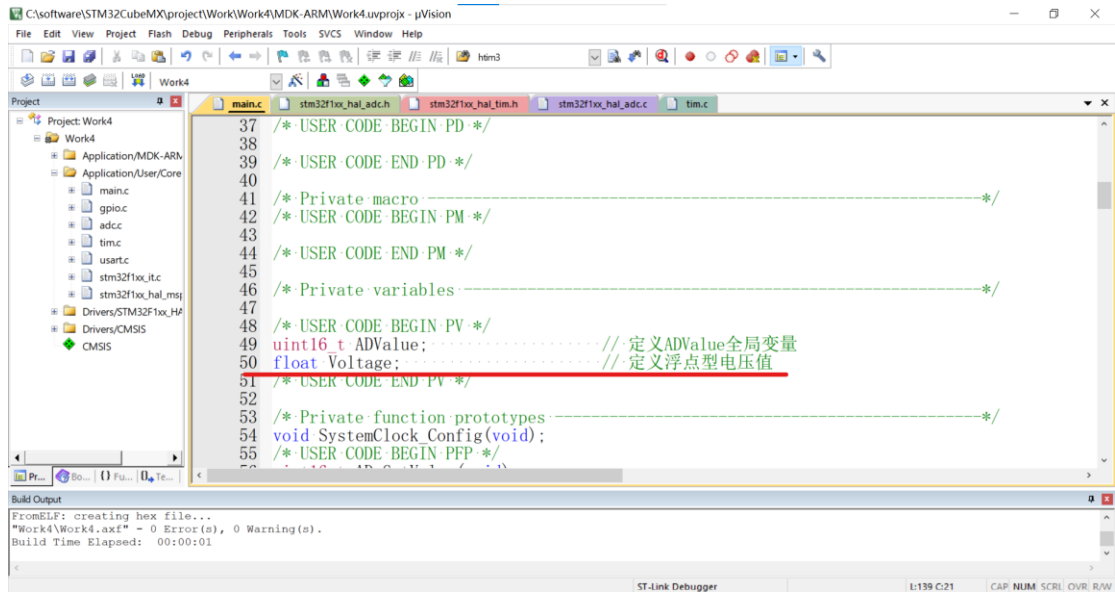 C:\software\STM32CubeMX\project\Work\Work4\MDK-ARM\Work4.uvprojx - µVision
File Edit View Project Flash Debug Peripherals Tools SVCS Window Help
htim3
Work4
Project
main.c stm32f1xx_hal_adc.h stm32f1xx_hal_tim.h stm32f1xx_hal_adc.c tim.c
Project: Work4
Work4
Application/MDK-ARM
Application/User/Core
main.c
gpio.c
adc.c
tim.c
usart.c
stm32f1xx_it.c
stm32f1xx_hal_msp
Drivers/STM32F1xx_HA
Drivers/CMSIS
CMSIS
37 /* USER CODE BEGIN PD */
38
39 /* USER CODE END PD */
40
41 /* Private macro -------------------------------------------------------------*/
42 /* USER CODE BEGIN PM */
43
44 /* USER CODE END PM */
45
46 /* Private variables ---------------------------------------------------------*/
47
48 /* USER CODE BEGIN PV */
49 uint16_t ADValue; // 定义ADValue全局变量
50 float Voltage; // 定义浮点型电压值
51 /* USER CODE END PV */
52
53 /* Private function prototypes -----------------------------------------------*/
54 void SystemClock_Config(void);
55 /* USER CODE BEGIN PFP */
Pr... Bo... {} Fu... Te...
Build Output
FromELF: creating hex file...
"Work4\Work4.axf" - 0 Error(s), 0 Warning(s).
Build Time Elapsed: 00:00:01
ST-Link Debugger L:139 C:21 CAP NUM SCRL OVR R/W